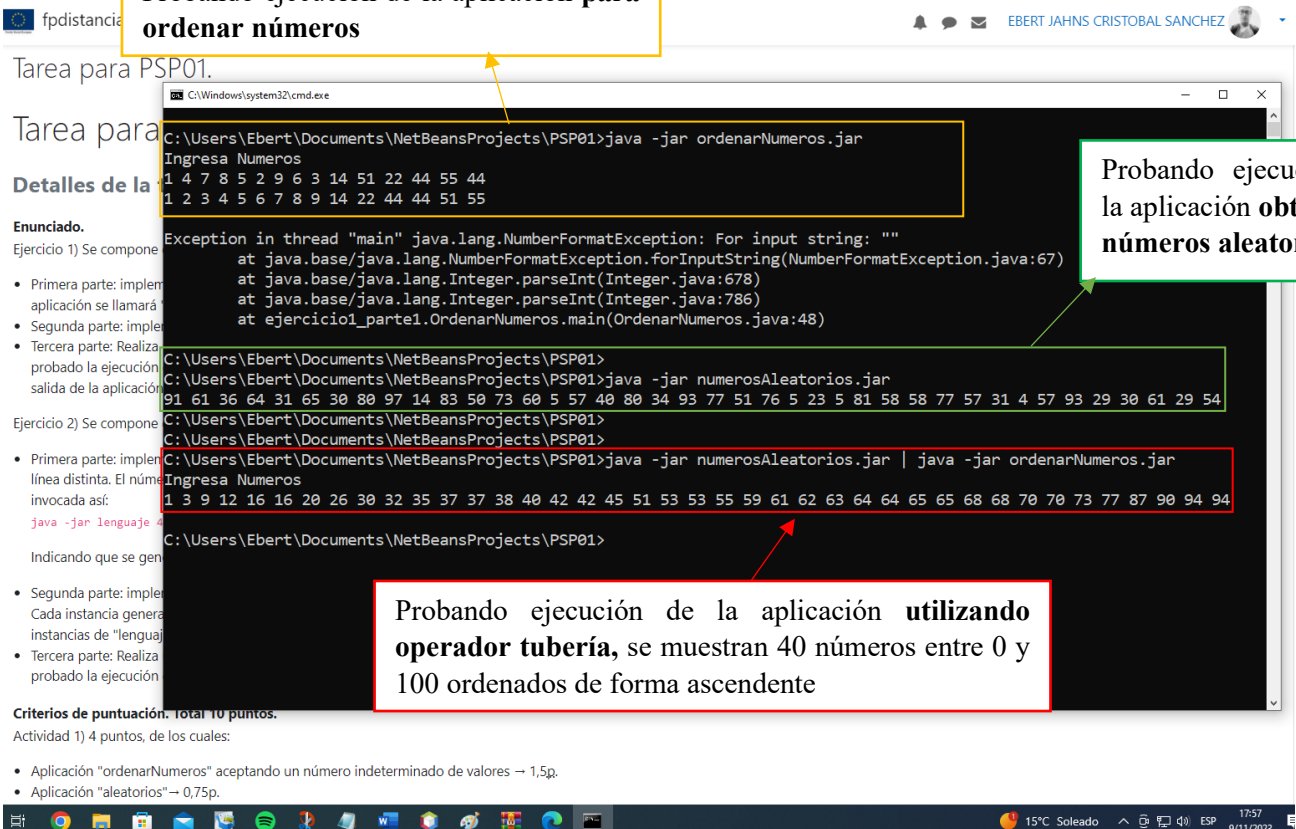 Probando ejecución de la aplicación para
ordenar números
fpdistancia
EBERT JAHNS CRISTOBAL SANCHEZ
Tarea para PSP01.
C:\Windows\system32\cmd.exe
Tarea para
Detalles de la
Enunciado.
Ejercicio 1) Se compone
• Primera parte: implem
aplicación se llamará
• Segunda parte: imple
• Tercera parte: Realiza
probado la ejecución
salida de la aplicación
Ejercicio 2) Se compone
• Primera parte: implem
línea distinta. El núme
invocada así:
java -jar lenguaje 4
Indicando que se gen
• Segunda parte: imple
Cada instancia genera
instancias de "lenguaj
• Tercera parte: Realiza
probado la ejecución
Criterios de puntuación. Total 10 puntos.
Actividad 1) 4 puntos, de los cuales:
• Aplicación "ordenarNumeros" aceptando un número indeterminado de valores → 1,5p.
• Aplicación "aleatorios"→ 0,75p.
C:\Users\Ebert\Documents\NetBeansProjects\PSP01>java -jar ordenarNumeros.jar
Ingresa Numeros
1 4 7 8 5 2 9 6 3 14 51 22 44 55 44
1 2 3 4 5 6 7 8 9 14 22 44 44 51 55
Exception in thread "main" java.lang.NumberFormatException: For input string: ""
at java.base/java.lang.NumberFormatException.forInputString(NumberFormatException.java:67)
at java.base/java.lang.Integer.parseInt(Integer.java:678)
at java.base/java.lang.Integer.parseInt(Integer.java:786)
at ejercicio1_parte1.OrdenarNumeros.main(OrdenarNumeros.java:48)
C:\Users\Ebert\Documents\NetBeansProjects\PSP01>
C:\Users\Ebert\Documents\NetBeansProjects\PSP01>java -jar numerosAleatorios.jar
91 61 36 64 31 65 30 80 97 14 83 50 73 60 5 57 40 80 34 93 77 51 76 5 23 5 81 58 58 77 57 31 4 57 93 29 30 61 29 54
C:\Users\Ebert\Documents\NetBeansProjects\PSP01>
C:\Users\Ebert\Documents\NetBeansProjects\PSP01>
C:\Users\Ebert\Documents\NetBeansProjects\PSP01>java -jar numerosAleatorios.jar | java -jar ordenarNumeros.jar
Ingresa Numeros
1 3 9 12 16 16 20 26 30 32 35 37 37 38 40 42 42 45 51 53 53 55 59 61 62 63 64 64 65 65 68 68 70 70 73 77 87 90 94 94
C:\Users\Ebert\Documents\NetBeansProjects\PSP01>
Probando ejecu
la aplicación obt
números aleator
Probando ejecución de la aplicación utilizando
operador tubería, se muestran 40 números entre 0 y
100 ordenados de forma ascendente
15°C Soleado
ESP
17:57
9/11/2023